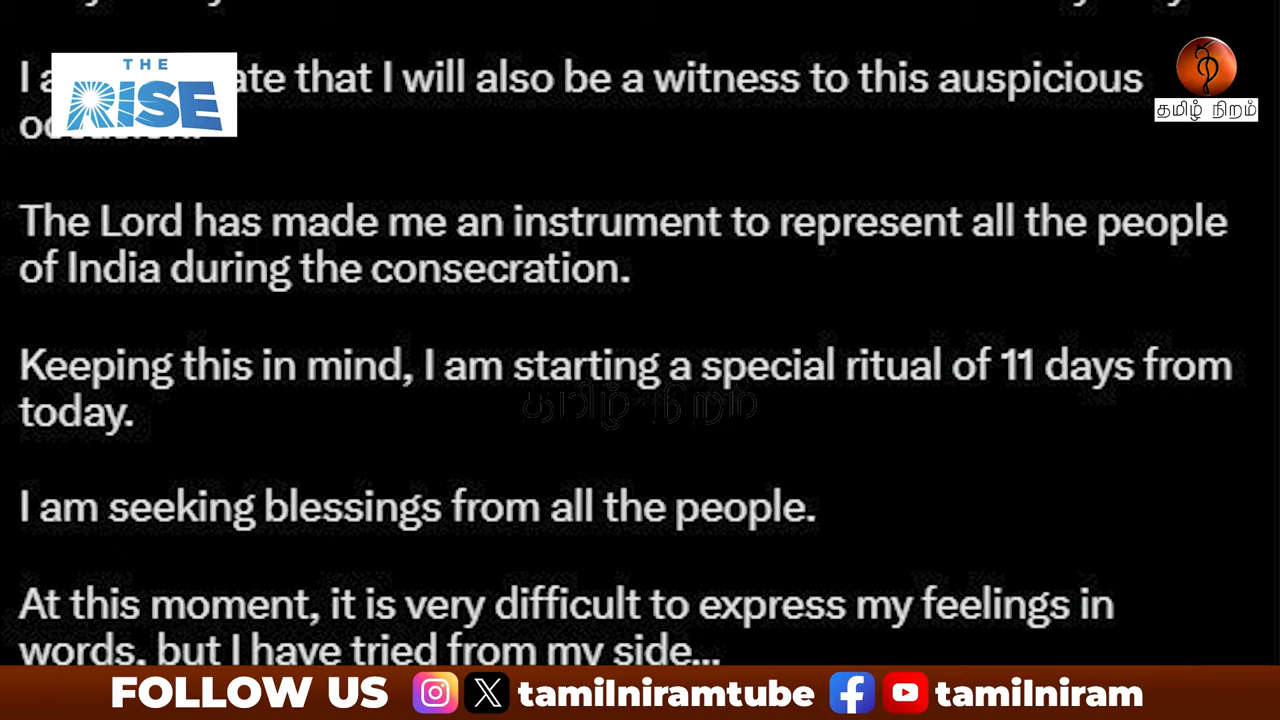 THE
RISE
தமிழ் நிறம்
I a ate that I will also be a witness to this auspicious
The Lord has made me an instrument to represent all the people
of India during the consecration.
Keeping this in mind, I am starting a special ritual of 11 days from
today.
தமிழ் நிறம்
I am seeking blessings from all the people.
At this moment, it is very difficult to express my feelings in
words, but I have tried from my side...
FOLLOW US tamilniramtube tamilniram